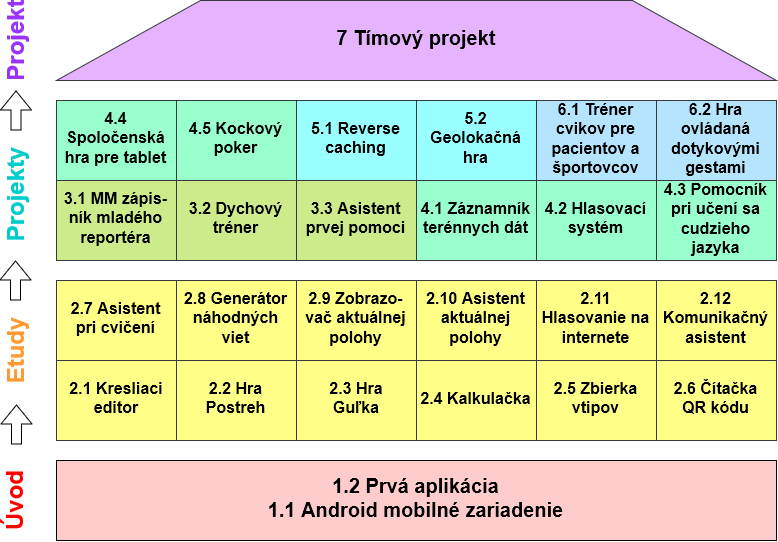 Projekt
7 Tímový projekt
Projekty
4.4
Spoločenská
hra pre tablet
4.5 Kockový
poker
5.1 Reverse
caching
5.2
Geolokačná
hra
6.1 Tréner
cvikov pre
pacientov a
športovcov
6.2 Hra
ovládaná
dotykovými
gestami
3.1 MM zápis-
ník mladého
reportéra
3.2 Dychový
tréner
3.3 Asistent
prvej pomoci
4.1 Záznamník
terénnych dát
4.2 Hlasovací
systém
4.3 Pomocník
pri učení sa
cudzieho
jazyka
Etudy
2.7 Asistent
pri cvičení
2.8 Generátor
náhodných
viet
2.9 Zobrazo-
vač aktuálnej
polohy
2.10 Asistent
aktuálnej
polohy
2.11
Hlasovanie na
internete
2.12
Komunikačný
asistent
2.1 Kresliaci
editor
2.2 Hra
Postreh
2.3 Hra
Guľka
2.4 Kalkulačka
2.5 Zbierka
vtipov
2.6 Čítačka
QR kódu
Úvod
1.2 Prvá aplikácia
1.1 Android mobilné zariadenie